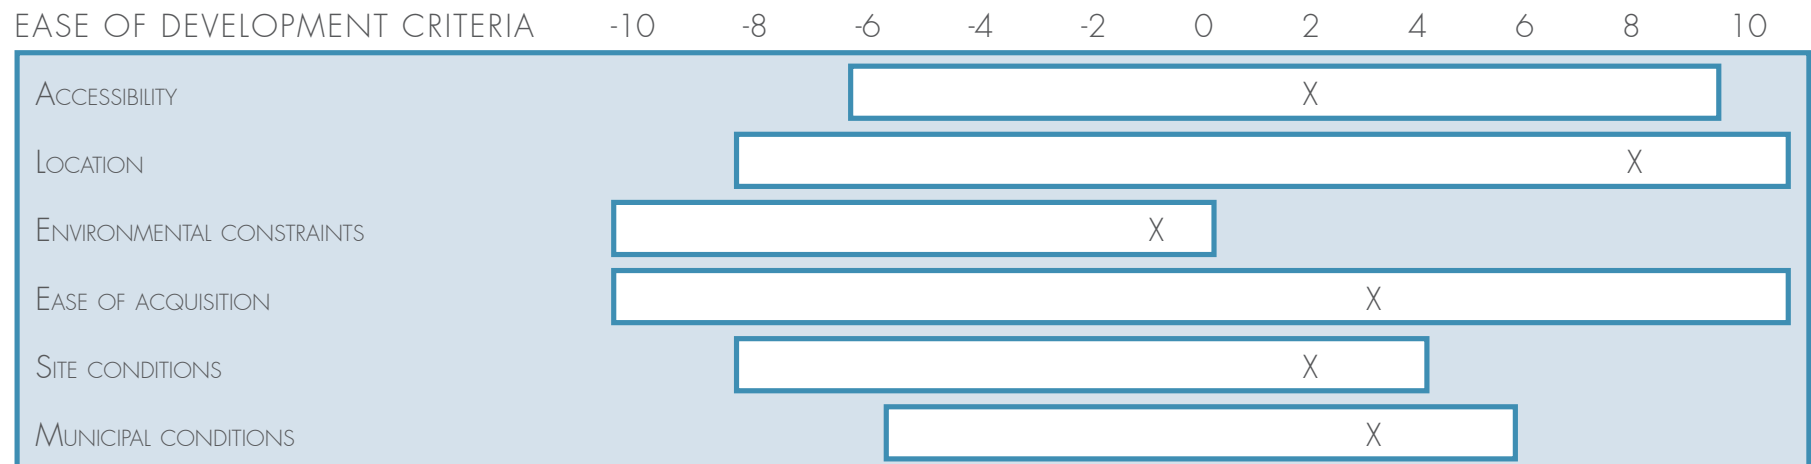 EASE OF DEVELOPMENT CRITERIA -10 -8 -6 -4 -2 0 2 4 6 8 10
ACCESSIBILITY X
LOCATION X
ENVIRONMENTAL CONSTRAINTS X
EASE OF ACQUISITION X
SITE CONDITIONS X
MUNICIPAL CONDITIONS X